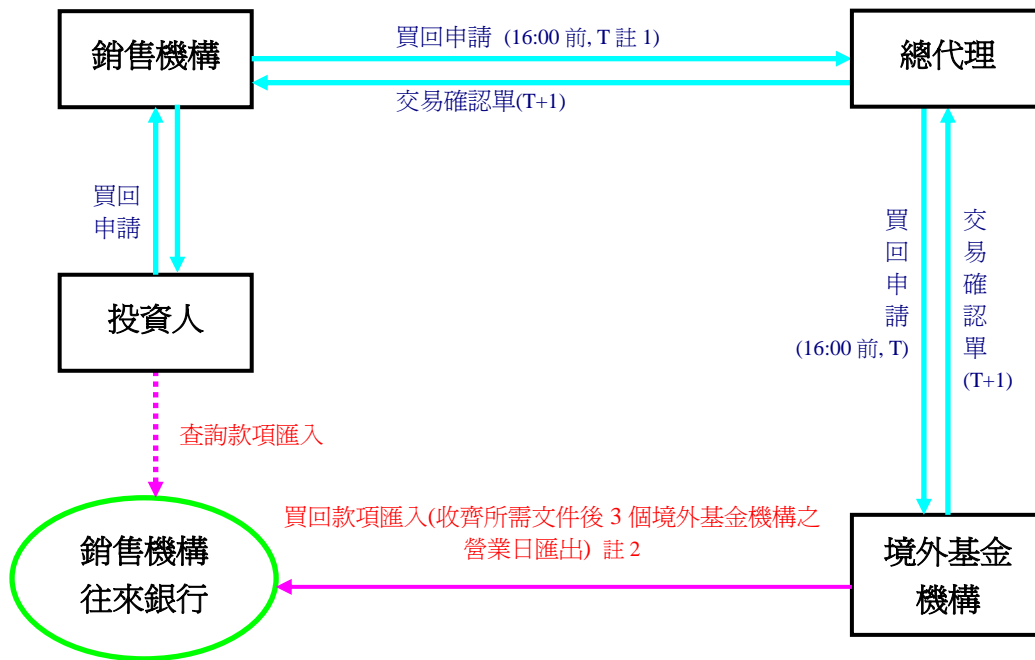 銷售機構
買回申請 (16:00 前, T 註 1)
交易確認單(T+1)
總代理
買回
申請
買
回
申
請
(16:00 前, T)
交
易
確
認
單
(T+1)
投資人
查詢款項匯入
買回款項匯入(收齊所需文件後 3 個境外基金機構之
營業日匯出) 註 2
銷售機構
往來銀行
境外基金
機構